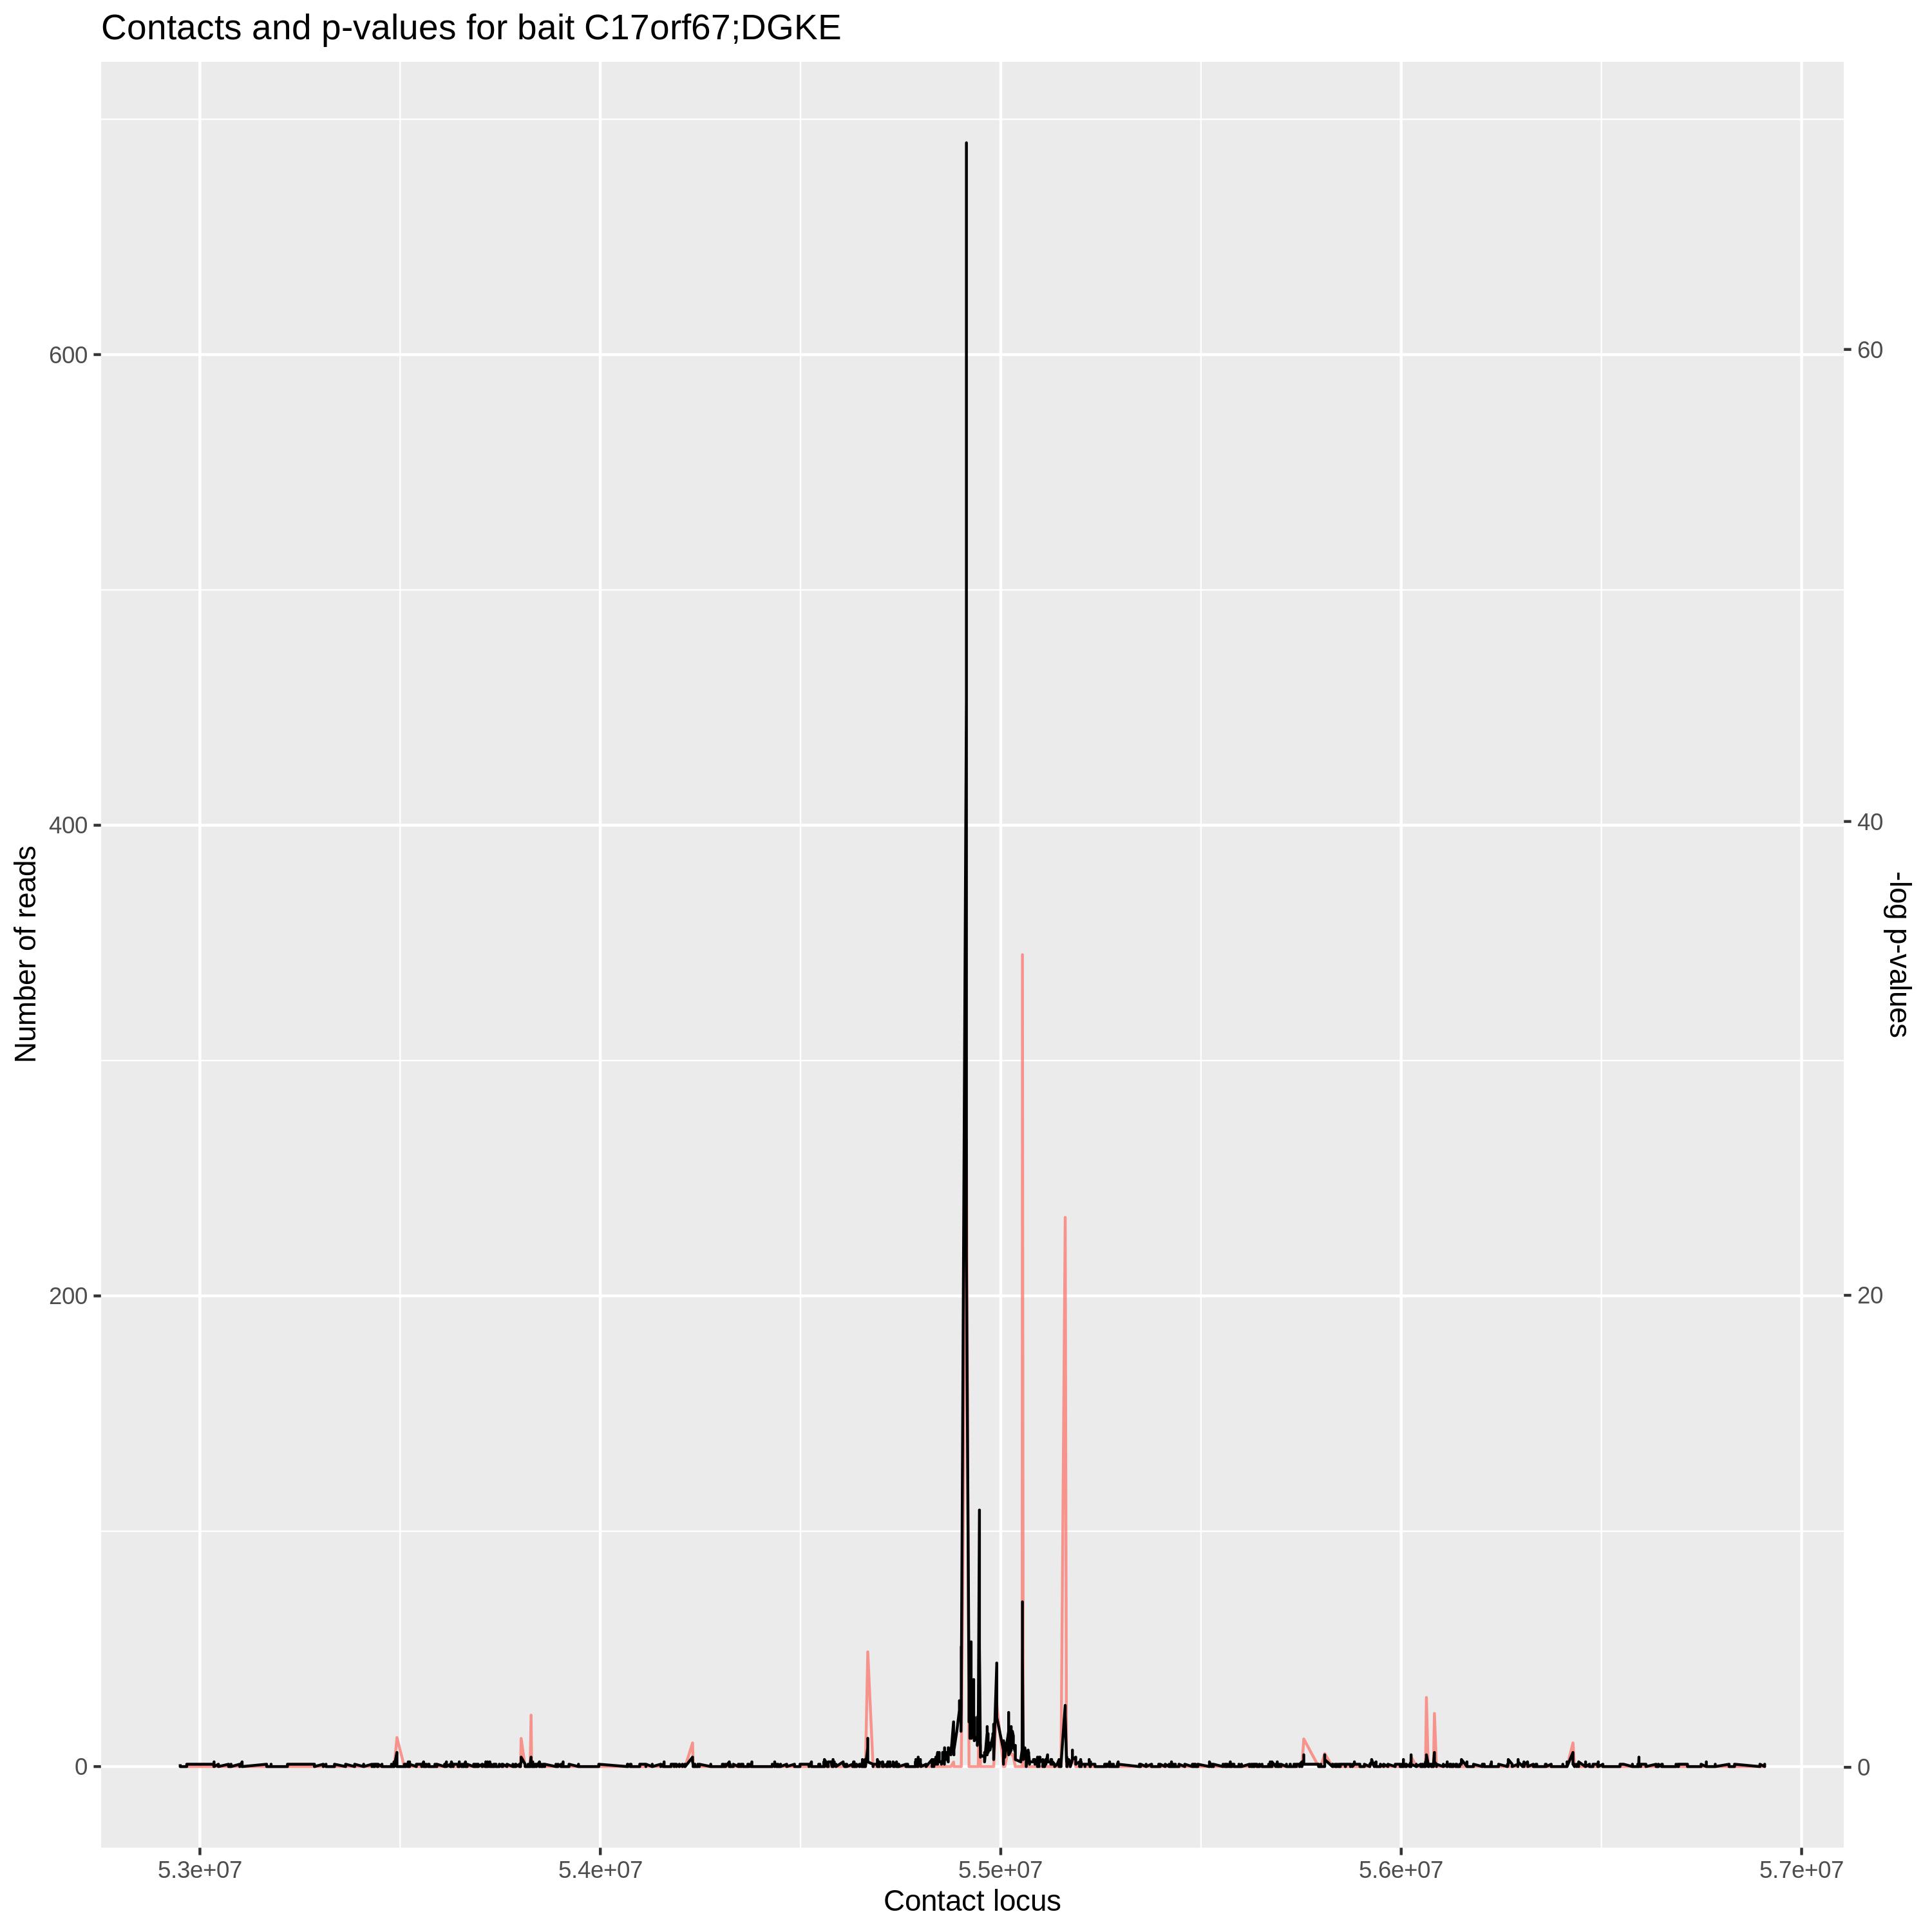 Contacts and p-values for bait C17orf67;DGKE
600
400
200
0
Number of reads
60
40
20
0
-log p-values
5.3e+07 5.4e+07 5.5e+07 5.6e+07 5.7e+07
Contact locus